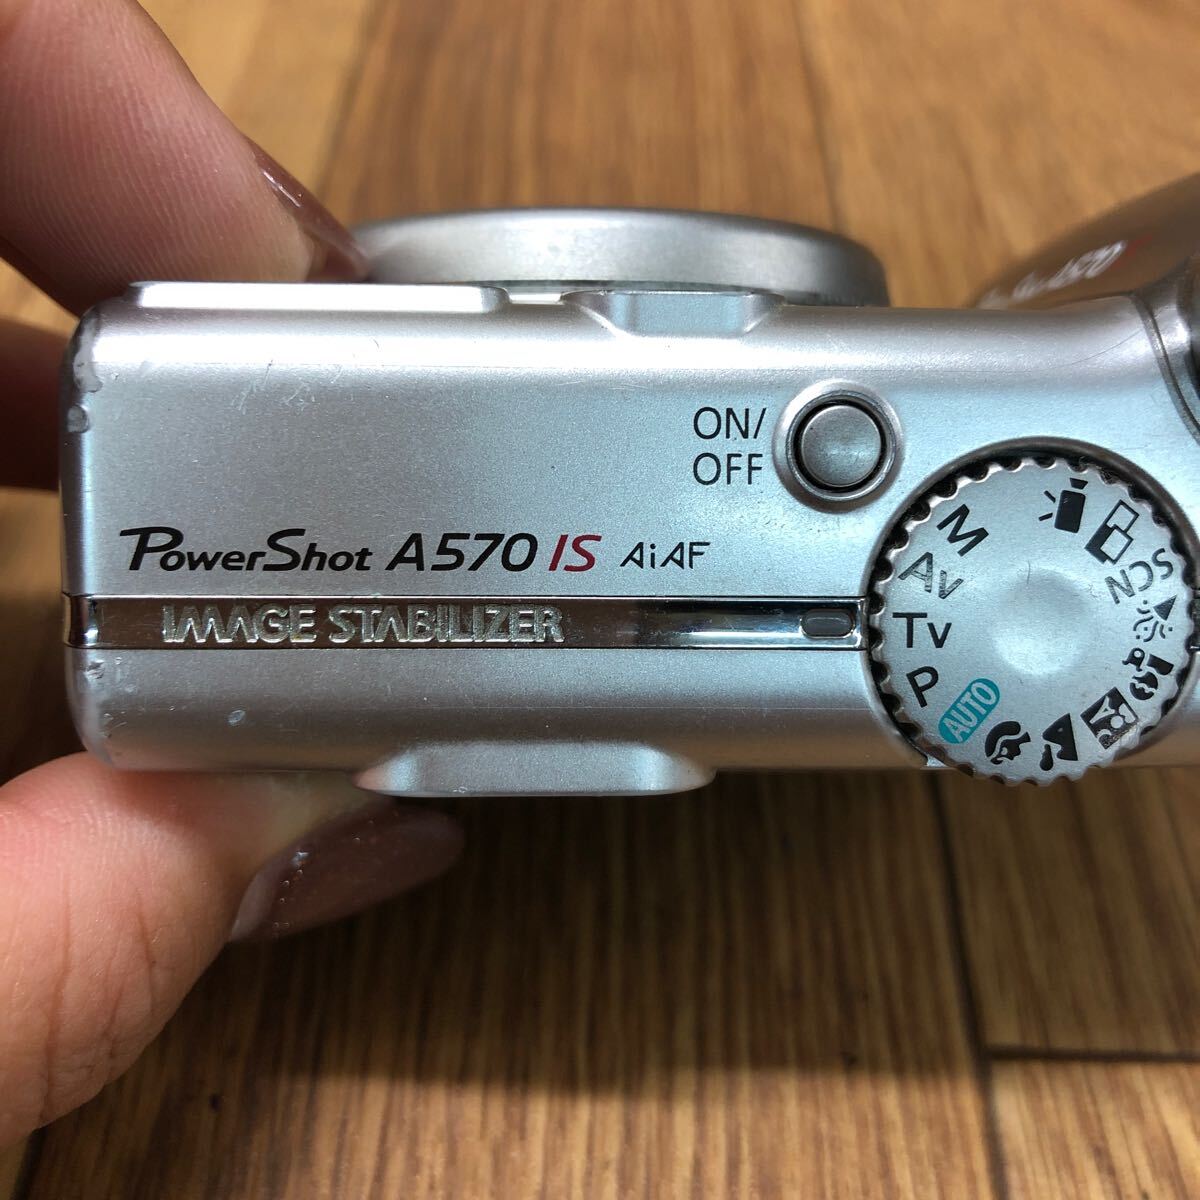 ON/
OFF
PowerShot A570 IS AiAF
IMAGE STABILIZER
M
Av
Tv
P
AUTO
SCN